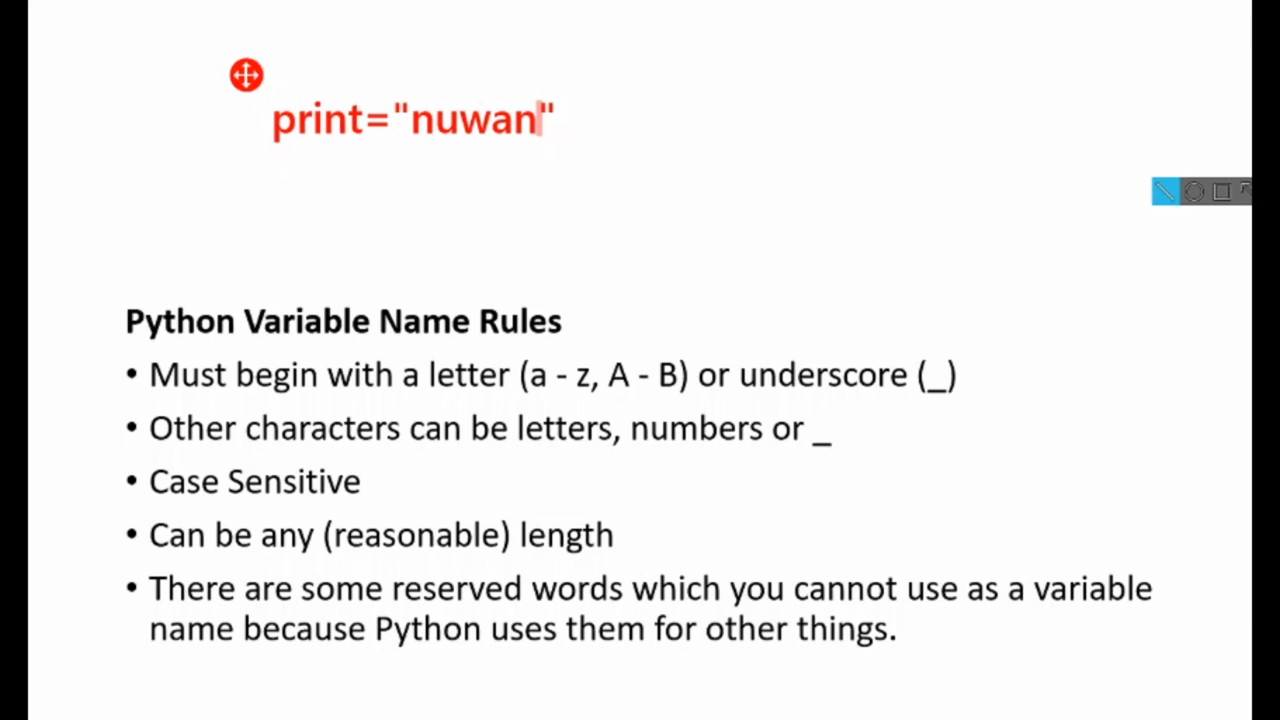 print="nuwan"
Python Variable Name Rules
• Must begin with a letter (a - z, A - B) or underscore (_)
• Other characters can be letters, numbers or _
• Case Sensitive
• Can be any (reasonable) length
• There are some reserved words which you cannot use as a variable
name because Python uses them for other things.